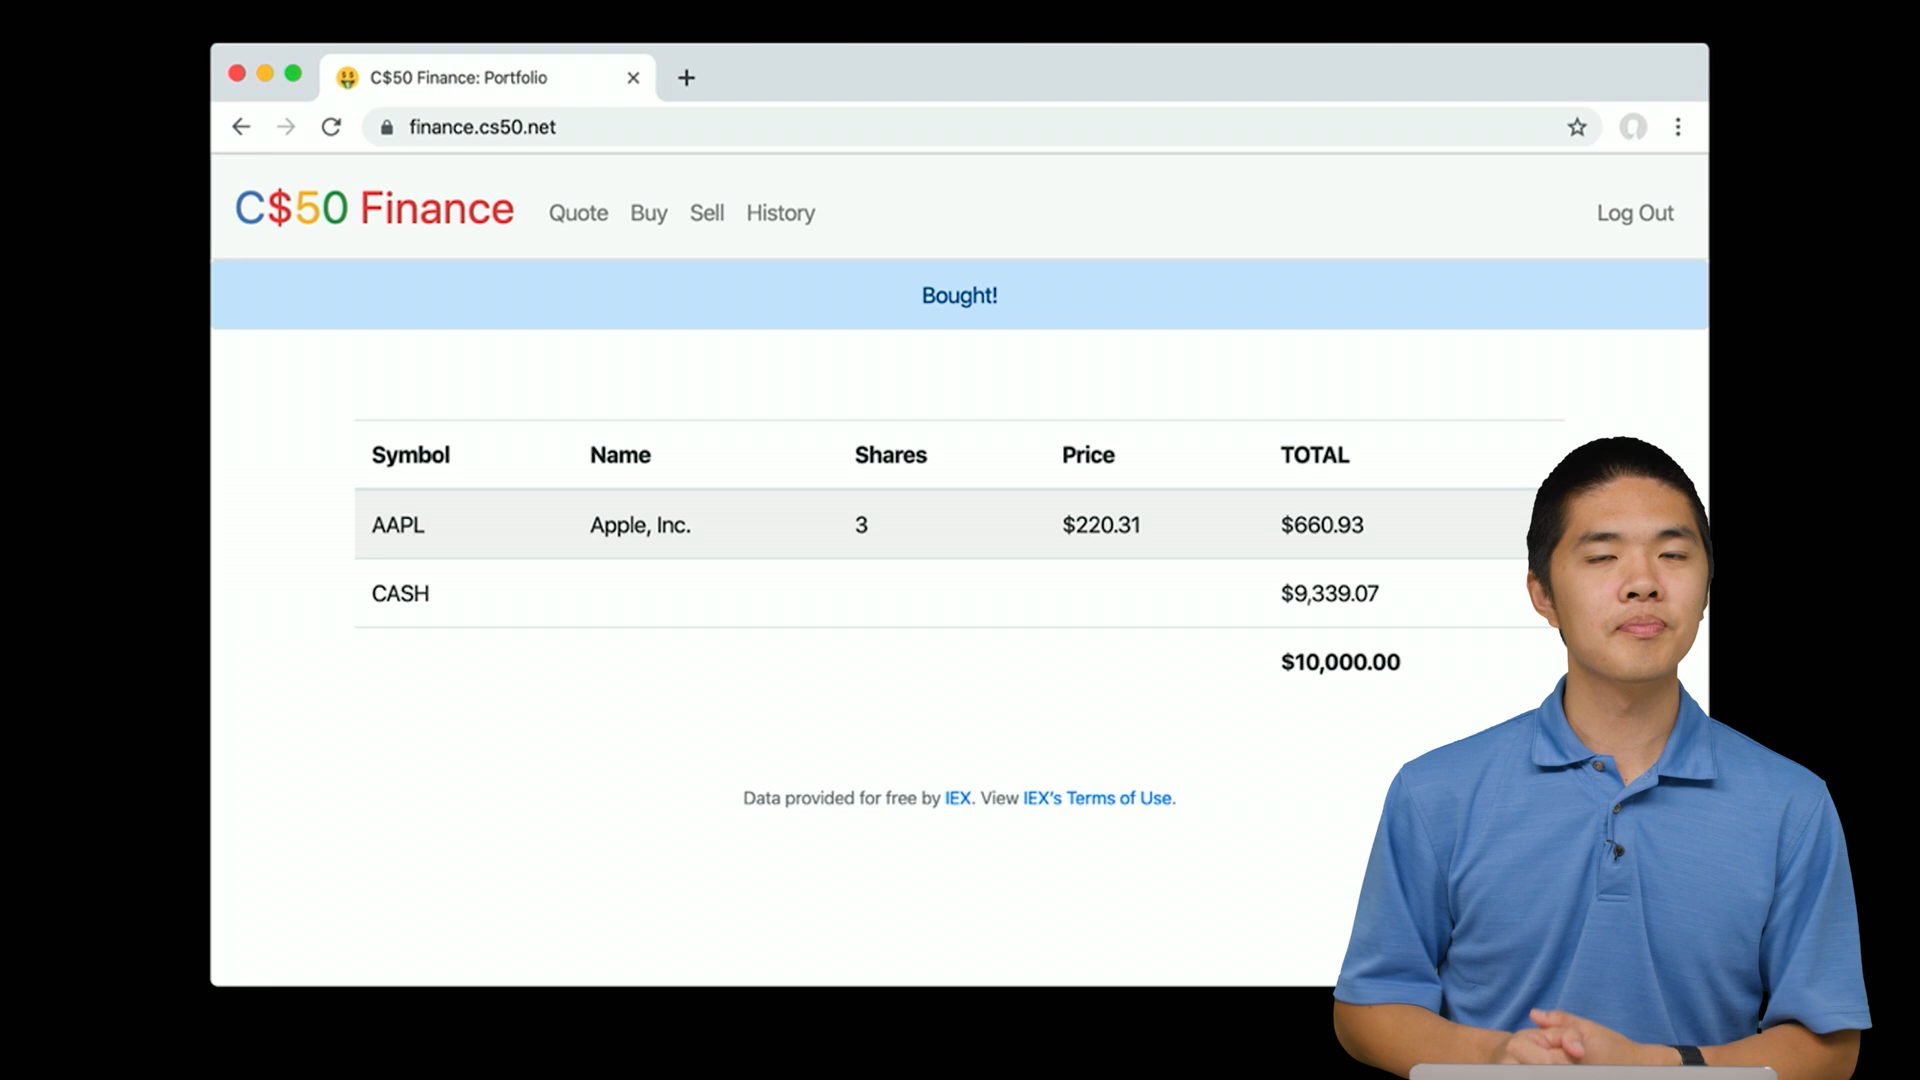 C$50 Finance: Portfolio
finance.cs50.net
C$50 Finance Quote Buy Sell History Log Out
Bought!
Symbol Name Shares Price TOTAL
AAPL Apple, Inc. 3 $220.31 $660.93
CASH $9,339.07
$10,000.00
Data provided for free by IEX. View IEX's Terms of Use.